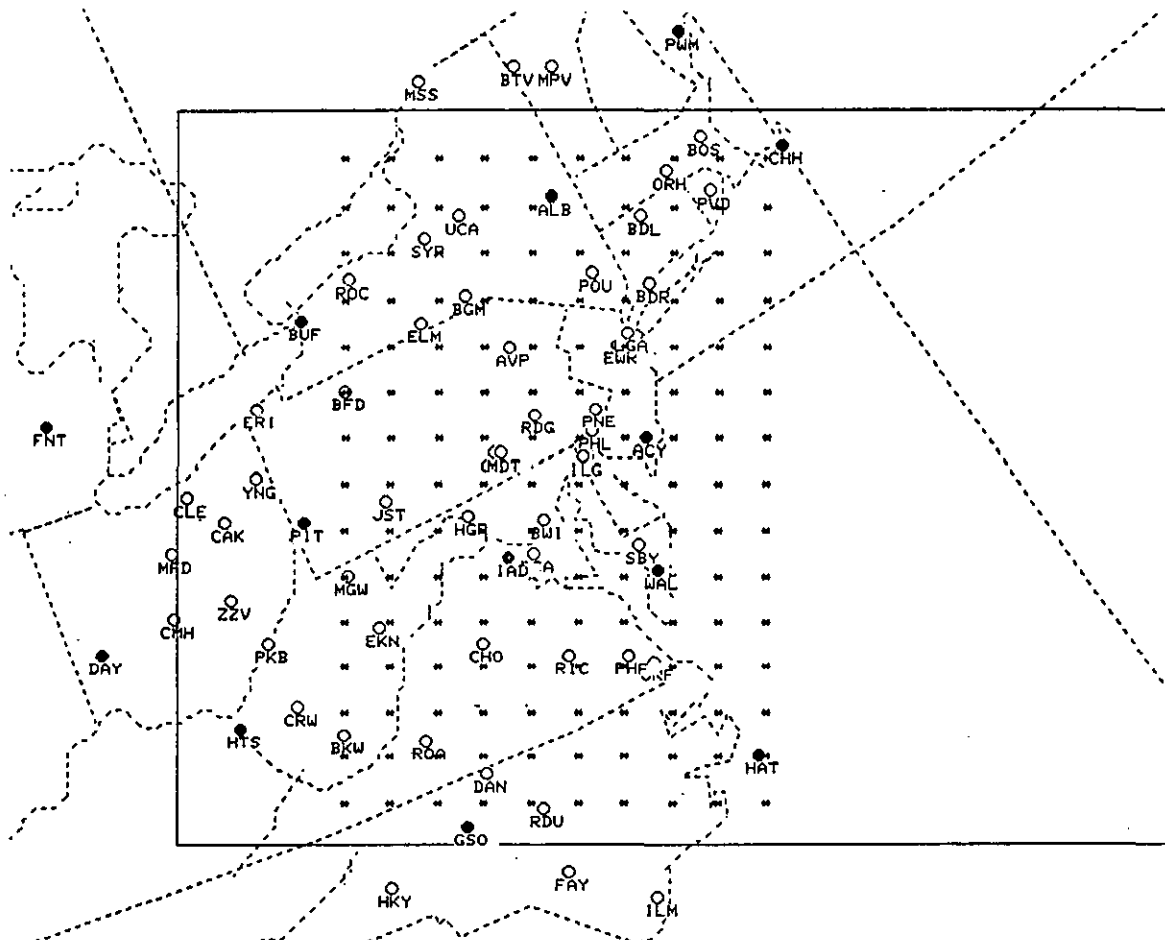 PWM
BTV MPV
MSS
BOS
CHH
ORH
PVD
ALB
UCA
BDL
SYR
POU
ROC
BDR
BGM
BUF
ELM
LGA
AVP
EWR
BFD
ERI
PNE
RDG
FNT
PHL
ACY
MDT
ILG
YNG
CLE
JST
CAK
PIT
HGR
BWI
SBY
MFD
IAD
WAL
MGW
ZZV
CMH
EKN
CHO
DAY
PKB
RIC
PHF
CRW
HTS
BKW
ROA
HAT
DAN
RDU
GSO
FAY
HKY
ILM